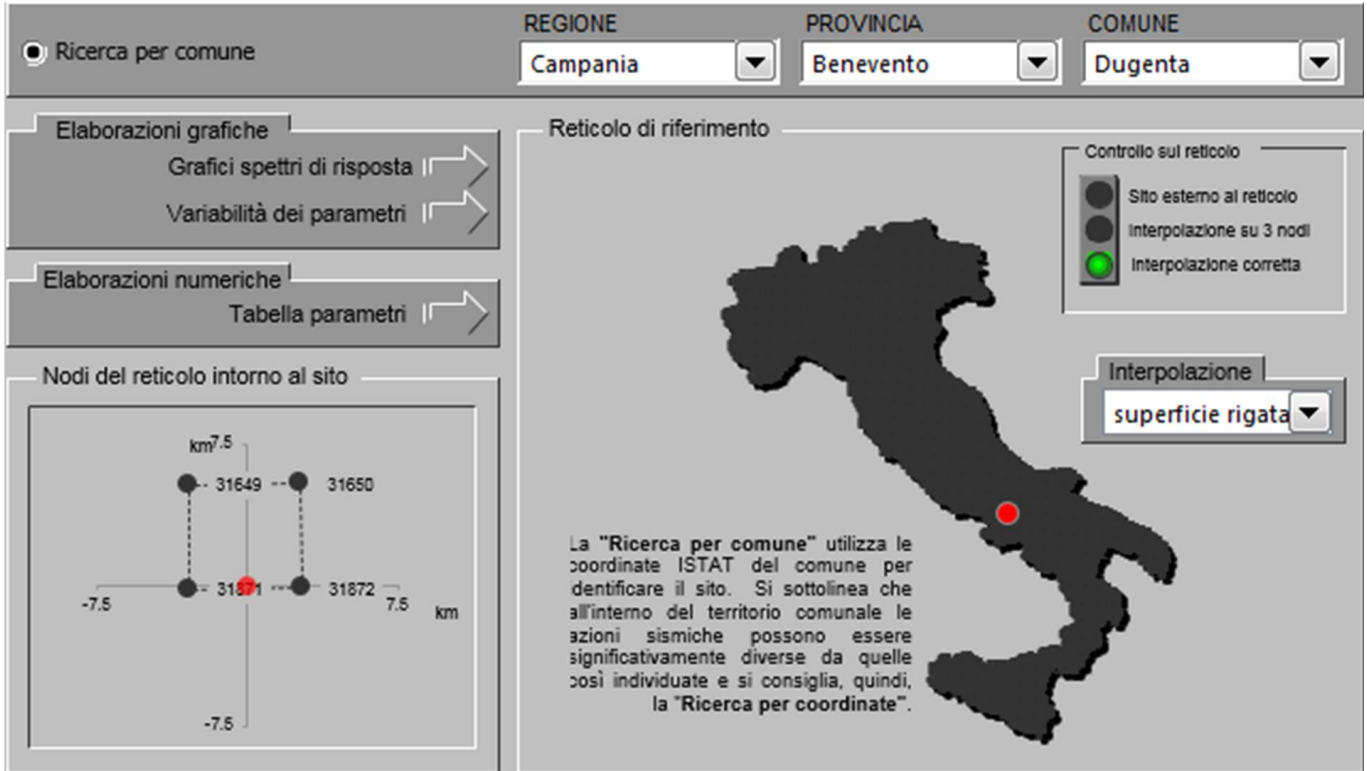 Ricerca per comune
REGIONE
Campania
PROVINCIA
Benevento
COMUNE
Dugenta
Elaborazioni grafiche
Grafici spettri di risposta
Variabilità dei parametri
Elaborazioni numeriche
Tabella parametri
Nodi del reticolo intorno al sito
km 7.5
31649 31650
31871 31872
-7.5 7.5 km
-7.5
Reticolo di riferimento
Controllo sul reticolo
Sito esterno al reticolo
Interpolazione su 3 nodi
Interpolazione corretta
Interpolazione
superficie rigata
La "Ricerca per comune" utilizza le
coordinate ISTAT del comune per
identificare il sito. Si sottolinea che
all'interno del territorio comunale le
azioni sismiche possono essere
significativamente diverse da quelle
così individuate e si consiglia, quindi,
la "Ricerca per coordinate".